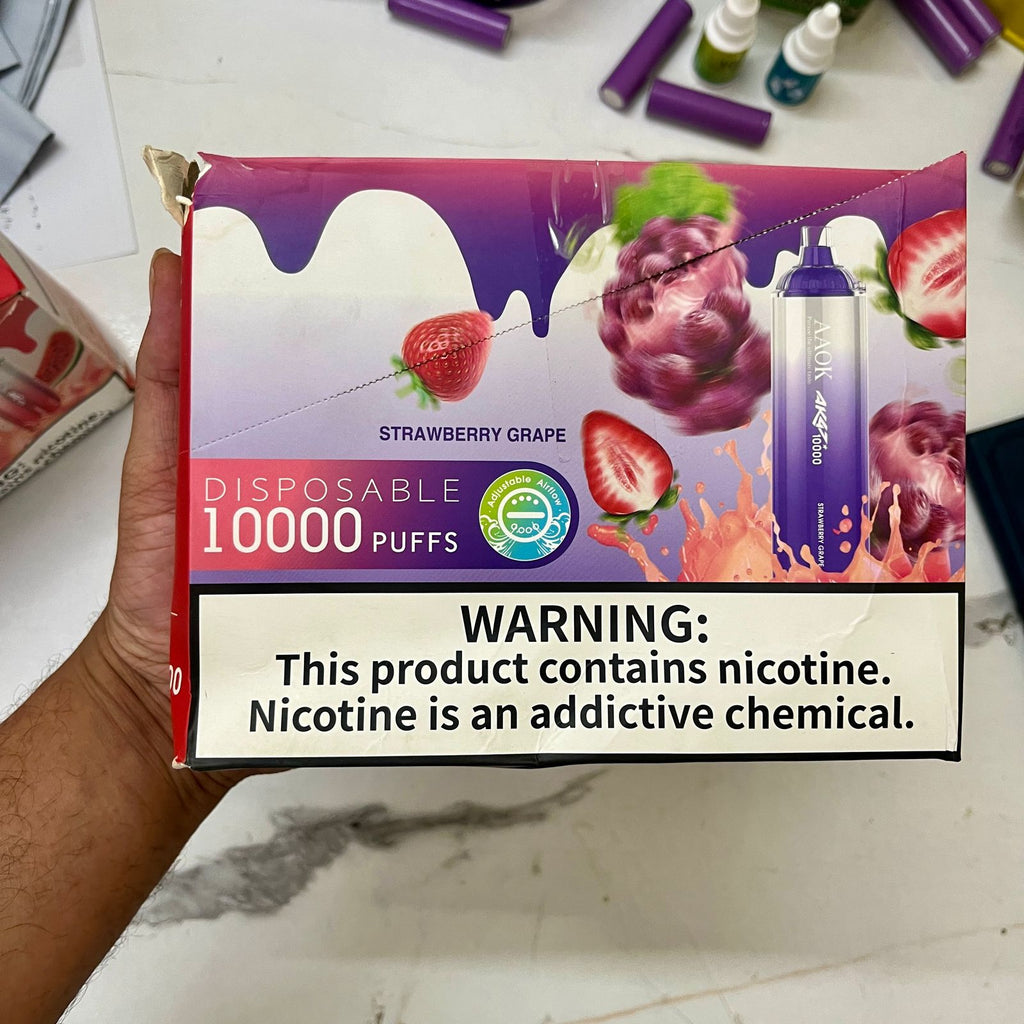 STRAWBERRY GRAPE
DISPOSABLE
10000 PUFFS
Adjustable Airflow
WARNING:
This product contains nicotine.
Nicotine is an addictive chemical.
AAOK
10000
STRAWBERRY GRAPE